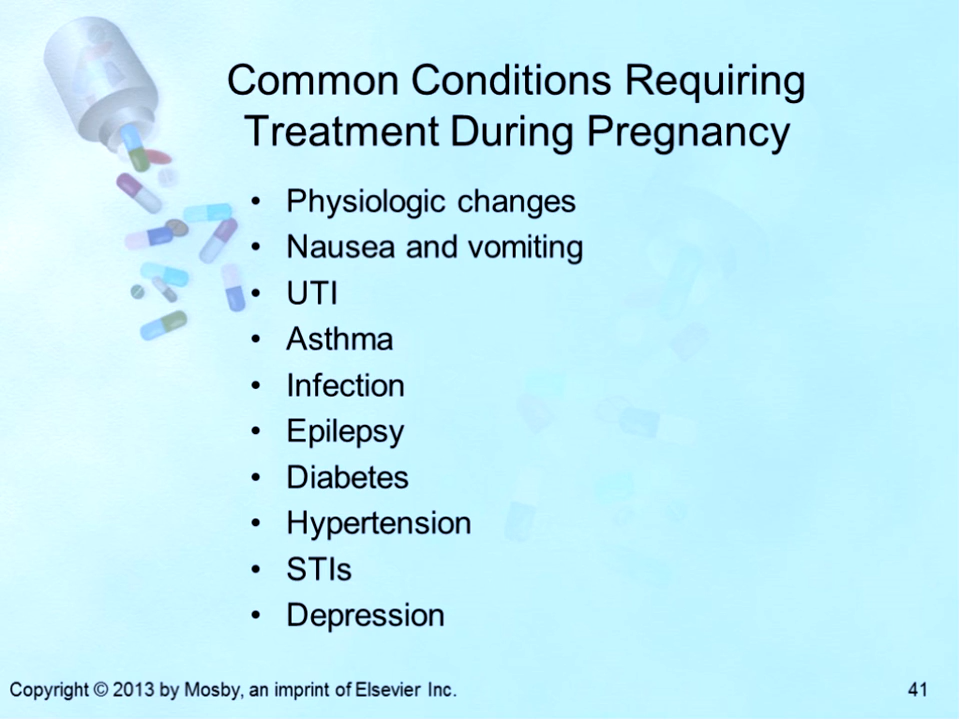 Common Conditions Requiring
Treatment During Pregnancy
• Physiologic changes
• Nausea and vomiting
• UTI
• Asthma
• Infection
• Epilepsy
• Diabetes
• Hypertension
• STIs
• Depression
Copyright © 2013 by Mosby, an imprint of Elsevier Inc.
41